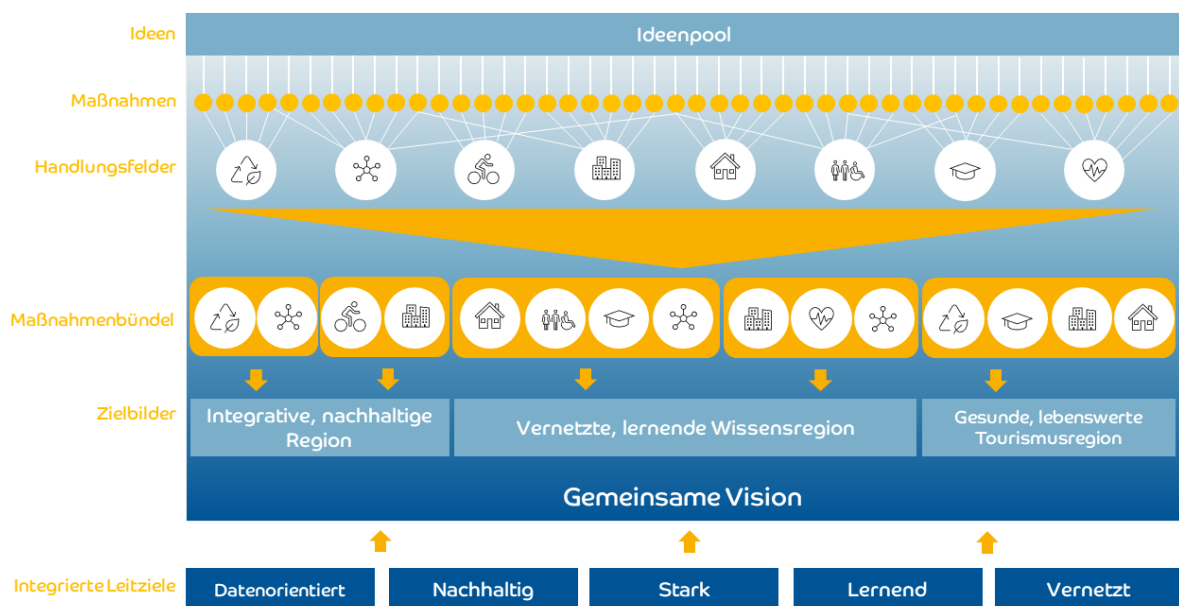 Ideen
Ideenpool
Maßnahmen
Handlungsfelder
Maßnahmenbündel
Zielbilder
Integrative, nachhaltige
Region
Vernetzte, lernende Wissensregion
Gesunde, lebenswerte
Tourismusregion
Gemeinsame Vision
Integrierte Leitziele
Datenorientiert
Nachhaltig
Stark
Lernend
Vernetzt